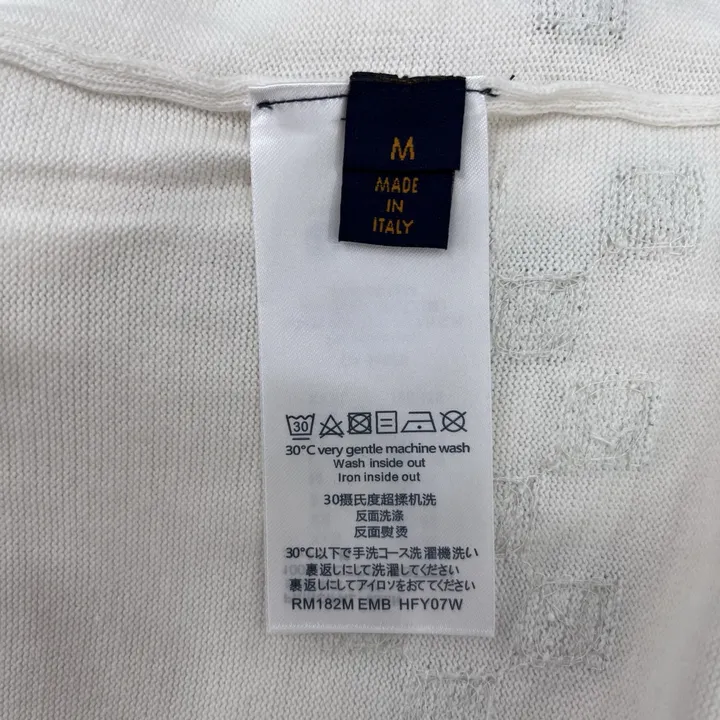 M
MADE
IN
ITALY
30
30°C very gentle machine wash
Wash inside out
Iron inside out
30摄氏度超揉机洗
反面洗涤
反面熨烫
30°C以下で手洗コース洗濯機洗い
裏返しにして洗濯してください
裏返しにしてアイロンをおててください
RM182M EMB HFY07W